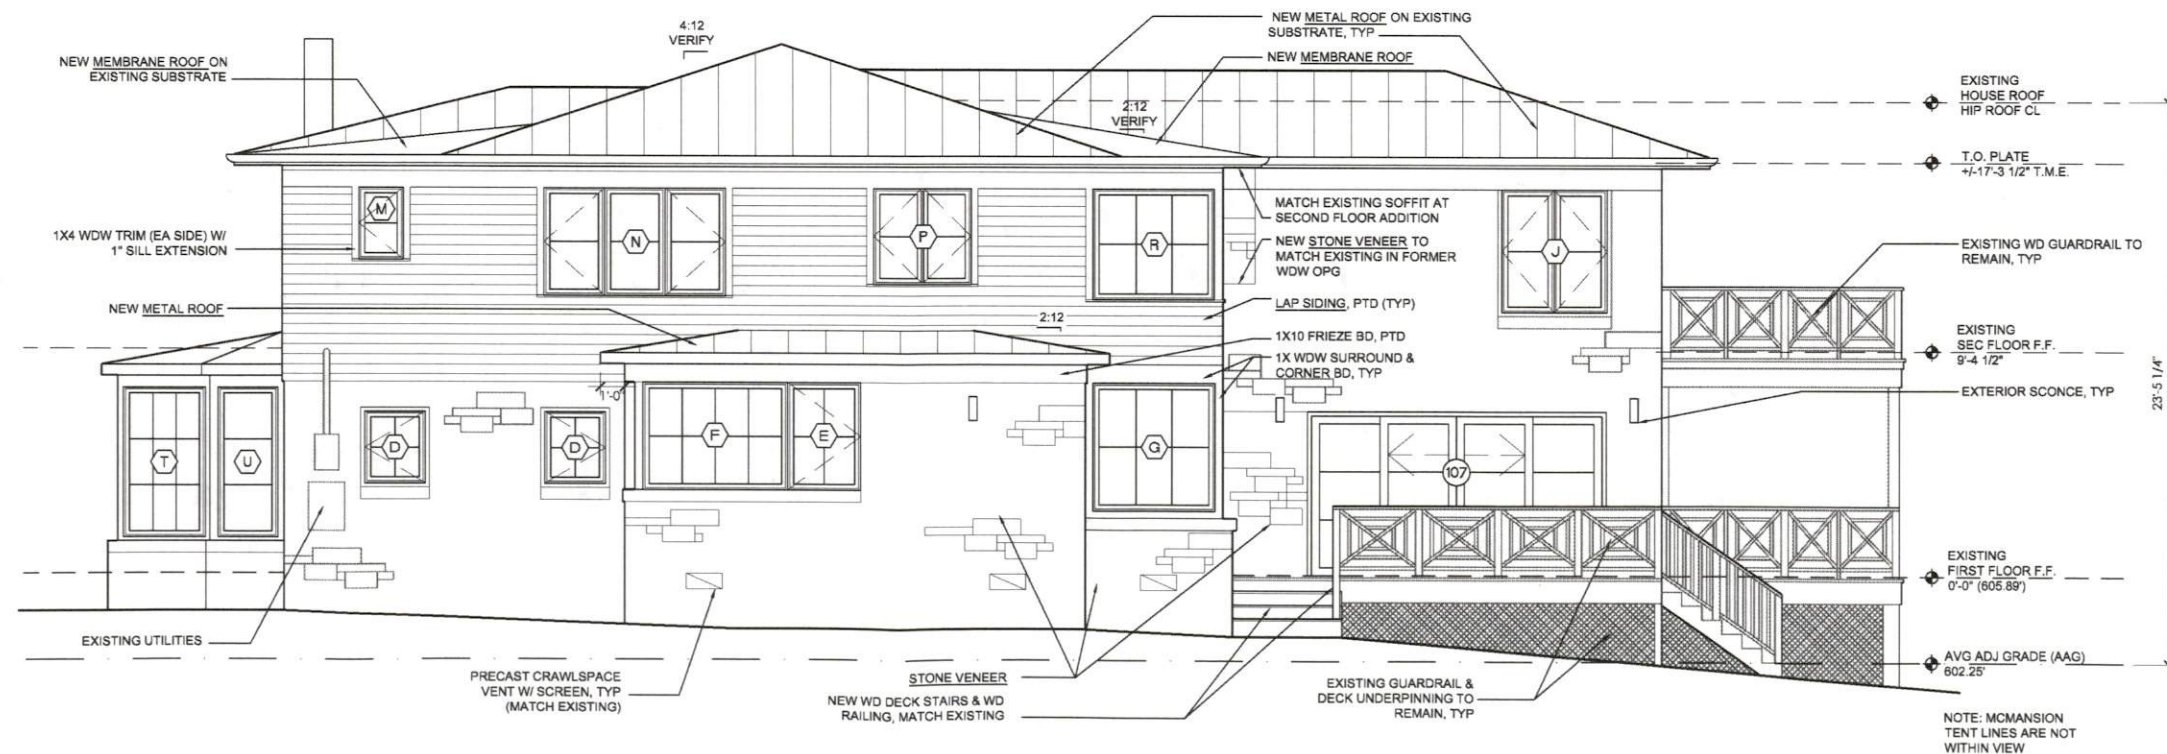 4:12
VERIFY
NEW METAL ROOF ON EXISTING
SUBSTRATE, TYP
NEW MEMBRANE ROOF ON
EXISTING SUBSTRATE
NEW MEMBRANE ROOF
EXISTING
HOUSE ROOF
HIP ROOF CL
2:12
VERIFY
T.O. PLATE
+/-17'-3 1/2" T.M.E.
M
N
P
R
J
MATCH EXISTING SOFFIT AT
SECOND FLOOR ADDITION
1X4 WDW TRIM (EA SIDE) W/
1" SILL EXTENSION
NEW STONE VENEER TO
MATCH EXISTING IN FORMER
WDW OPG
EXISTING WD GUARDRAIL TO
REMAIN, TYP
NEW METAL ROOF
LAP SIDING, PTD (TYP)
2:12
1X10 FRIEZE BD, PTD
EXISTING
SEC FLOOR F.F.
9'-4 1/2"
1X WDW SURROUND &
CORNER BD, TYP
1'-0"
EXTERIOR SCONCE, TYP
23'-5 1/4"
T
U
D
D
F
E
G
107
EXISTING
FIRST FLOOR F.F.
0'-0" (605.89')
EXISTING UTILITIES
AVG ADJ GRADE (AAG)
602.25'
PRECAST CRAWLSPACE
VENT W/ SCREEN, TYP
(MATCH EXISTING)
STONE VENEER
NEW WD DECK STAIRS & WD
RAILING, MATCH EXISTING
EXISTING GUARDRAIL &
DECK UNDERPINNING TO
REMAIN, TYP
NOTE: MCMANSION
TENT LINES ARE NOT
WITHIN VIEW